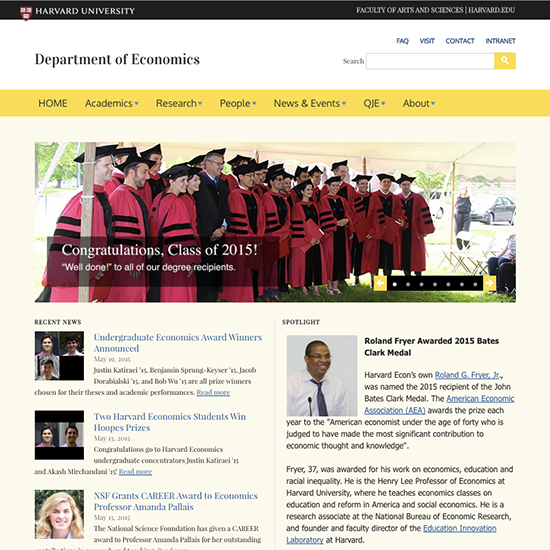 HARVARD UNIVERSITY
FACULTY OF ARTS AND SCIENCES | HARVARD.EDU
FAQ VISIT CONTACT INTRANET
Department of Economics
Search
HOME Academics Research People News & Events QJE About
Congratulations, Class of 2015!
"Well done!" to all of our degree recipients.
RECENT NEWS
Undergraduate Economics Award Winners
Announced
May 19, 2015
Justin Katiraei '15, Benjamin Sprung-Keyser '15, Jacob
Dorabialski '15, and Bob Wu '15 are all prize winners
chosen for their theses and academic performances. Read more
Two Harvard Economics Students Win
Hoopes Prizes
May 15, 2015
Congratulations go to Harvard Economics
undergraduate concentrators Justin Katiraei '15
and Akash Mirchandani '15! Read more
NSF Grants CAREER Award to Economics
Professor Amanda Pallais
May 13, 2015
The National Science Foundation has given a CAREER
award to Professor Amanda Pallais for her outstanding
SPOTLIGHT
Roland Fryer Awarded 2015 Bates
Clark Medal
Harvard Econ's own Roland G. Fryer, Jr.,
was named the 2015 recipient of the John
Bates Clark Medal. The American Economic
Association (AEA) awards the prize each
year to the "American economist under the age of forty who is
judged to have made the most significant contribution to
economic thought and knowledge".
Fryer, 37, was awarded for his work on economics, education and
racial inequality. He is the Henry Lee Professor of Economics at
Harvard University, where he teaches economics classes on
education and reform in America and social economics. He is a
research associate at the National Bureau of Economic Research,
and founder and faculty director of the Education Innovation
Laboratory at Harvard.